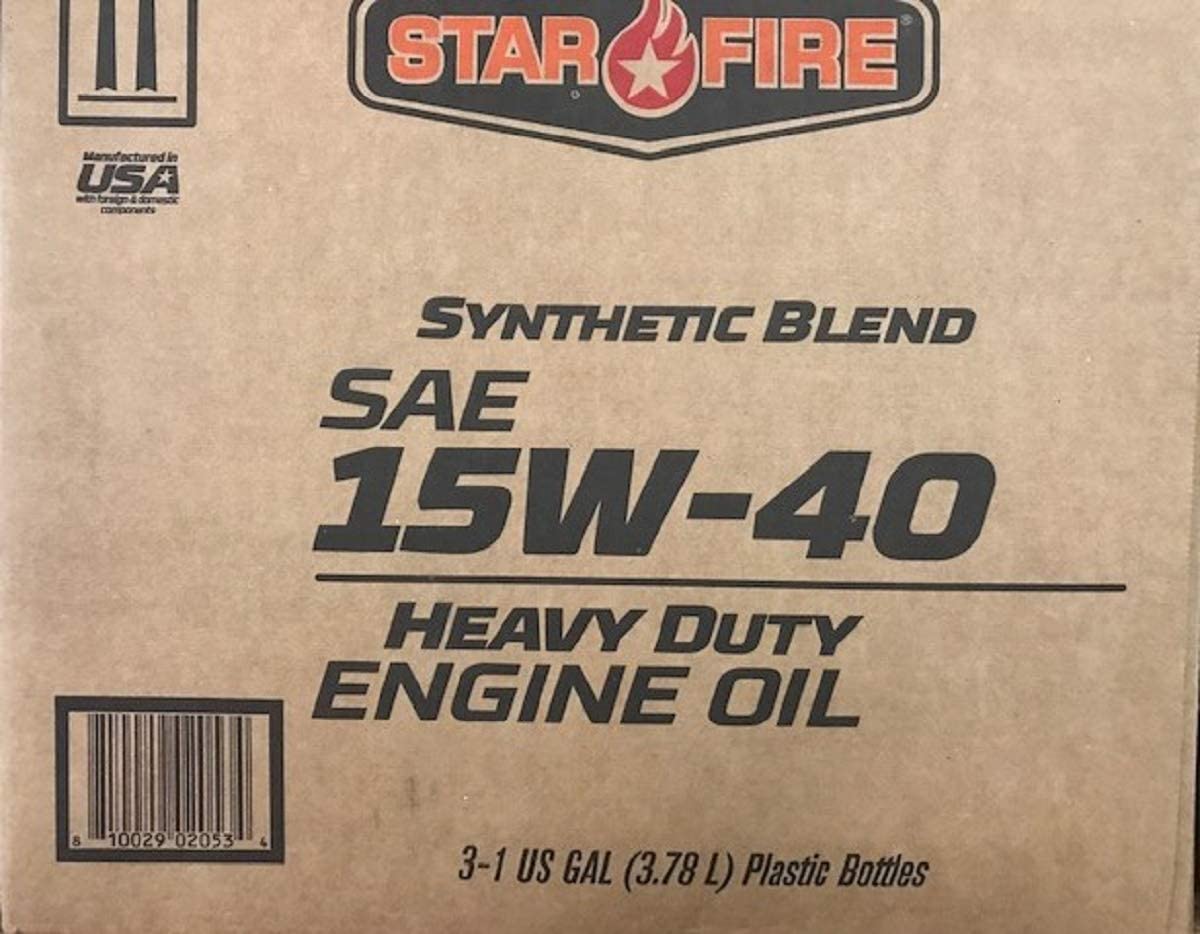 STAR FIRE®
Manufactured in
USA
with foreign & domestic
components
SYNTHETIC BLEND
SAE
15W-40
HEAVY DUTY
ENGINE OIL
8 10029 02053 4
3-1 US GAL (3.78 L) Plastic Bottles